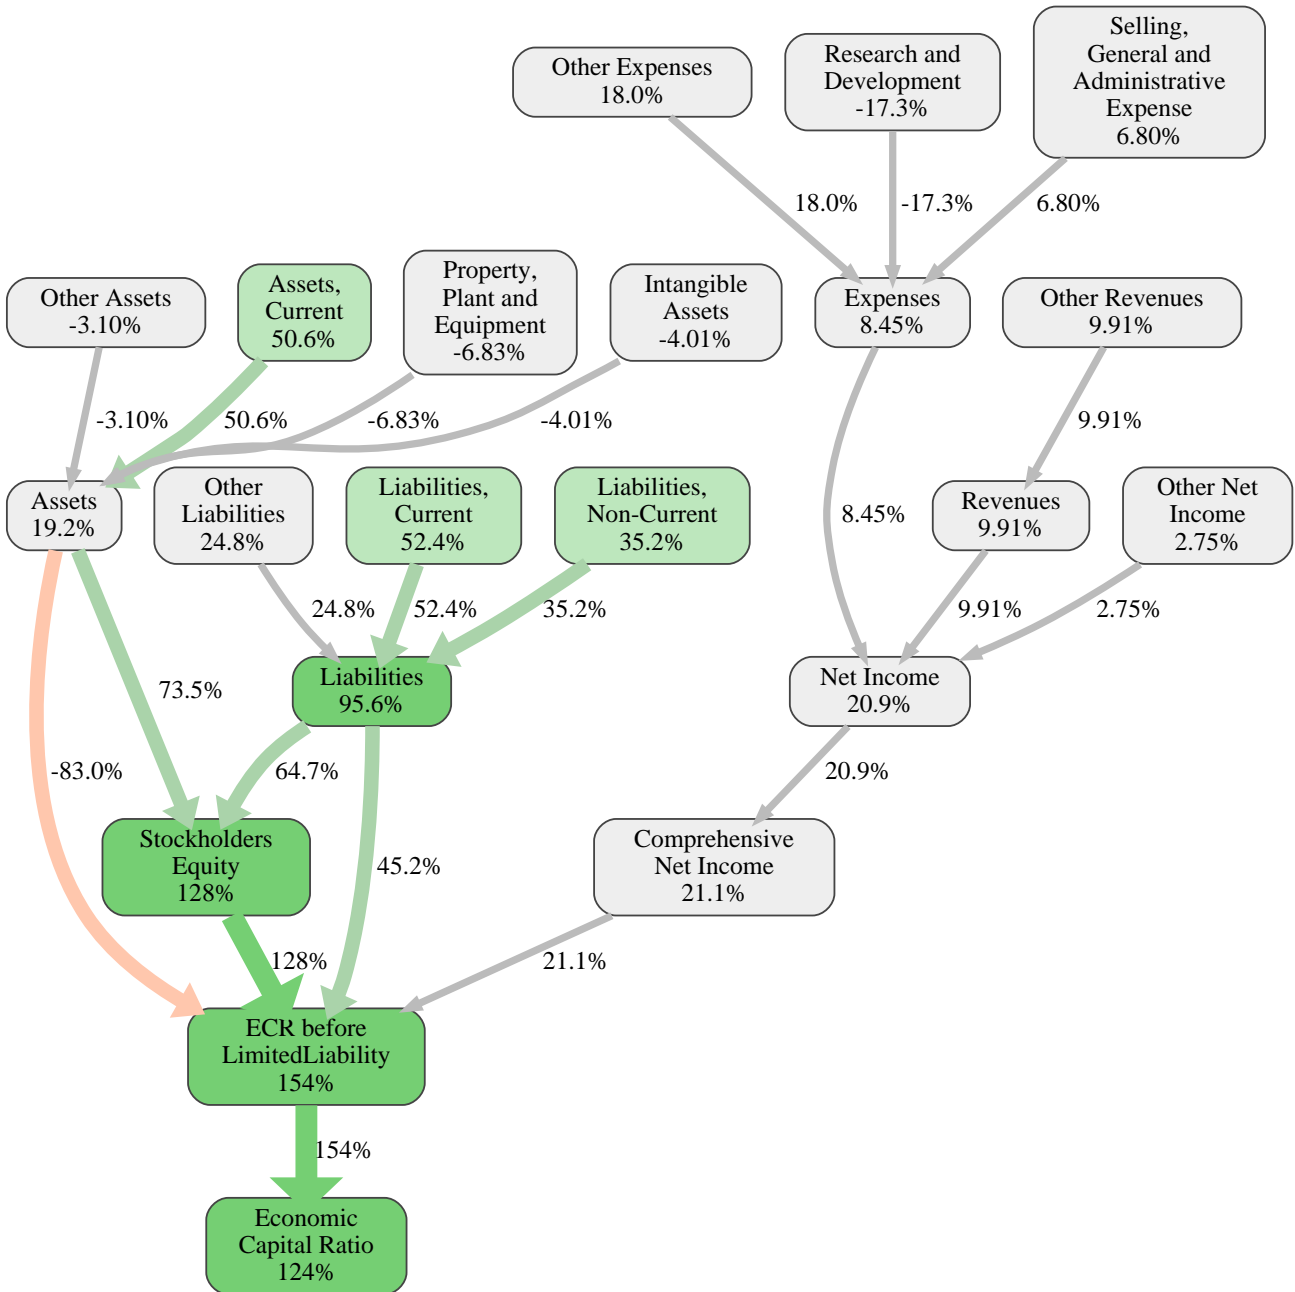 Selling,
General and
Administrative
Expense
6.80%
Research and
Development
-17.3%
Other Expenses
18.0%
18.0%
-17.3%
6.80%
Other Assets
-3.10%
Assets,
Current
50.6%
Property,
Plant and
Equipment
-6.83%
Intangible
Assets
-4.01%
Expenses
8.45%
Other Revenues
9.91%
-3.10%
50.6%
-6.83%
-4.01%
9.91%
Assets
19.2%
Other
Liabilities
24.8%
Liabilities,
Current
52.4%
Liabilities,
Non-Current
35.2%
8.45%
Revenues
9.91%
Other Net
Income
2.75%
24.8%
52.4%
35.2%
9.91%
2.75%
73.5%
Liabilities
95.6%
Net Income
20.9%
-83.0%
64.7%
20.9%
Stockholders
Equity
128%
45.2%
Comprehensive
Net Income
21.1%
128%
21.1%
ECR before
LimitedLiability
154%
154%
Economic
Capital Ratio
124%